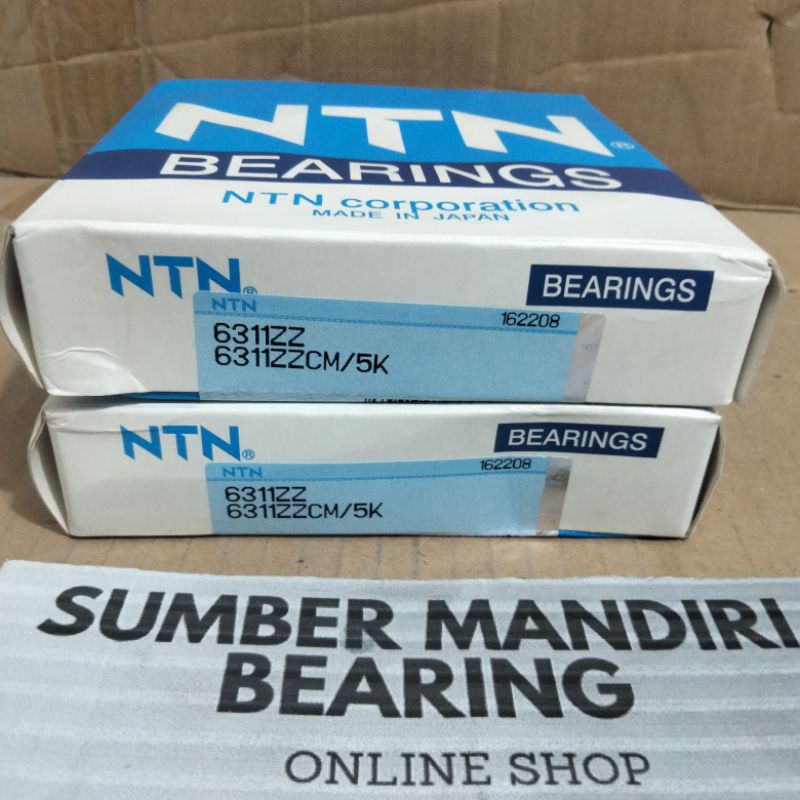 NTN®
BEARINGS
NTN corporation
MADE IN JAPAN
NTN®
BEARINGS
NTN
162208
6311ZZ
6311ZZCM/5K
NTN®
BEARINGS
NTN
162208
6311ZZ
6311ZZCM/5K
SUMBER MANDIRI
BEARING
ONLINE SHOP